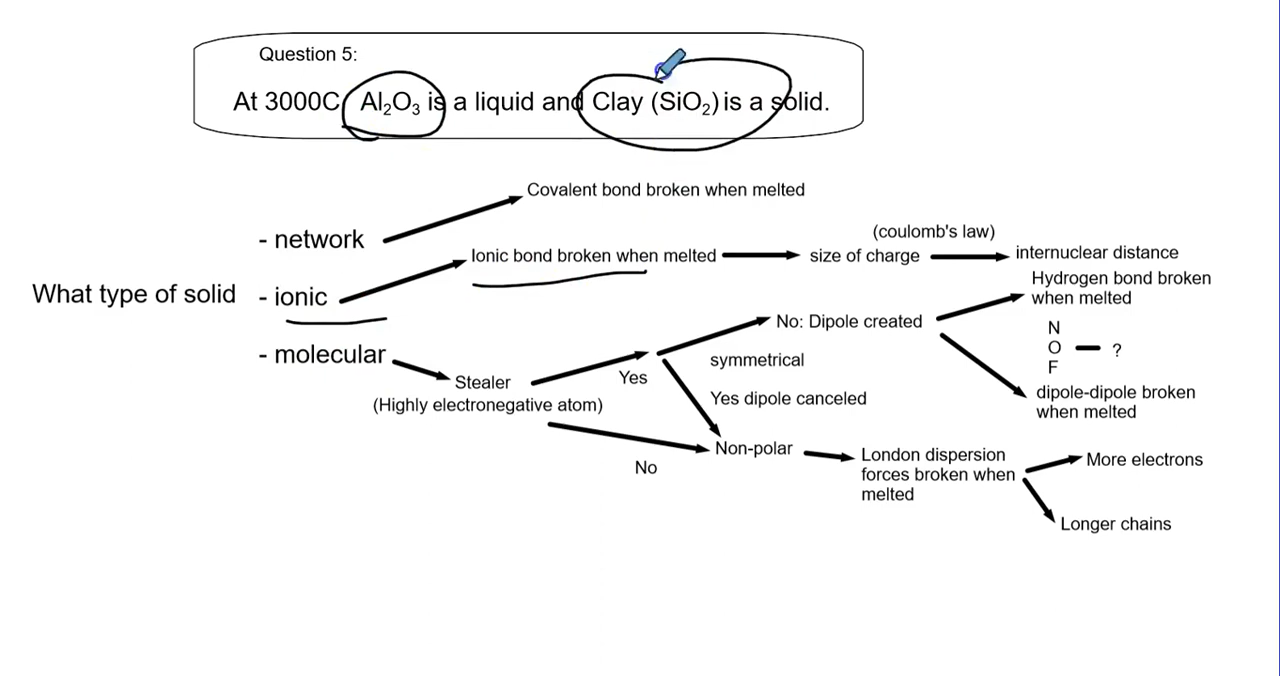 Question 5:
At 3000C Al₂O₃ is a liquid and Clay (SiO₂) is a solid.
Covalent bond broken when melted
- network
(coulomb's law)
Ionic bond broken when melted
size of charge
internuclear distance
What type of solid
- ionic
Hydrogen bond broken
when melted
No: Dipole created
N
O — ?
F
- molecular
symmetrical
Stealer
(Highly electronegative atom)
Yes
Yes dipole canceled
dipole-dipole broken
when melted
No
Non-polar
London dispersion
forces broken when
melted
More electrons
Longer chains